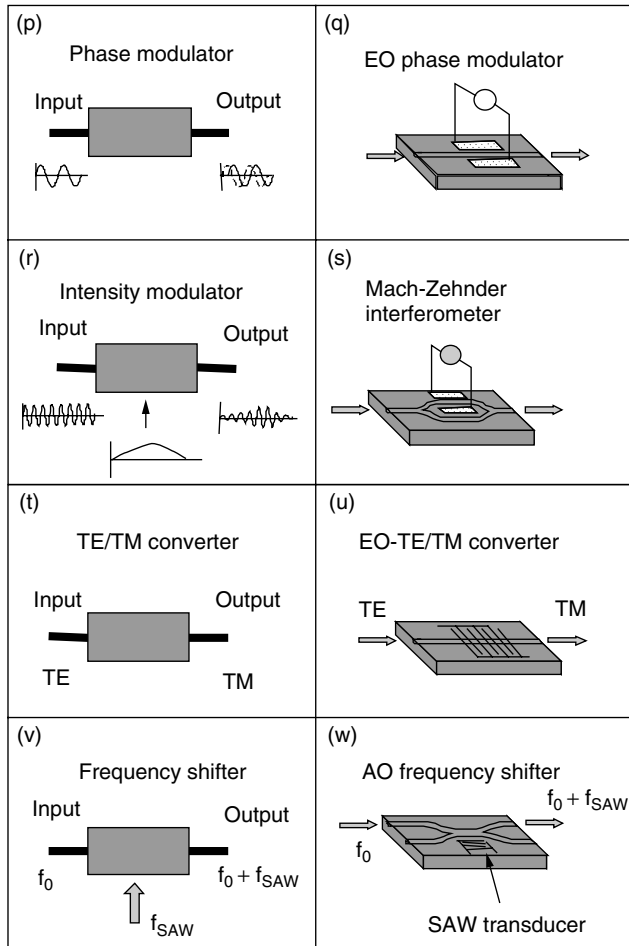 (p)
Phase modulator
Input
Output
(q)
EO phase modulator
(r)
Intensity modulator
Input
Output
(s)
Mach-Zehnder
interferometer
(t)
TE/TM converter
Input
Output
TE
TM
(u)
EO-TE/TM converter
TE
TM
(v)
Frequency shifter
Input
Output
f0
f0 + fSAW
fSAW
(w)
AO frequency shifter
f0 + fSAW
f0
SAW transducer